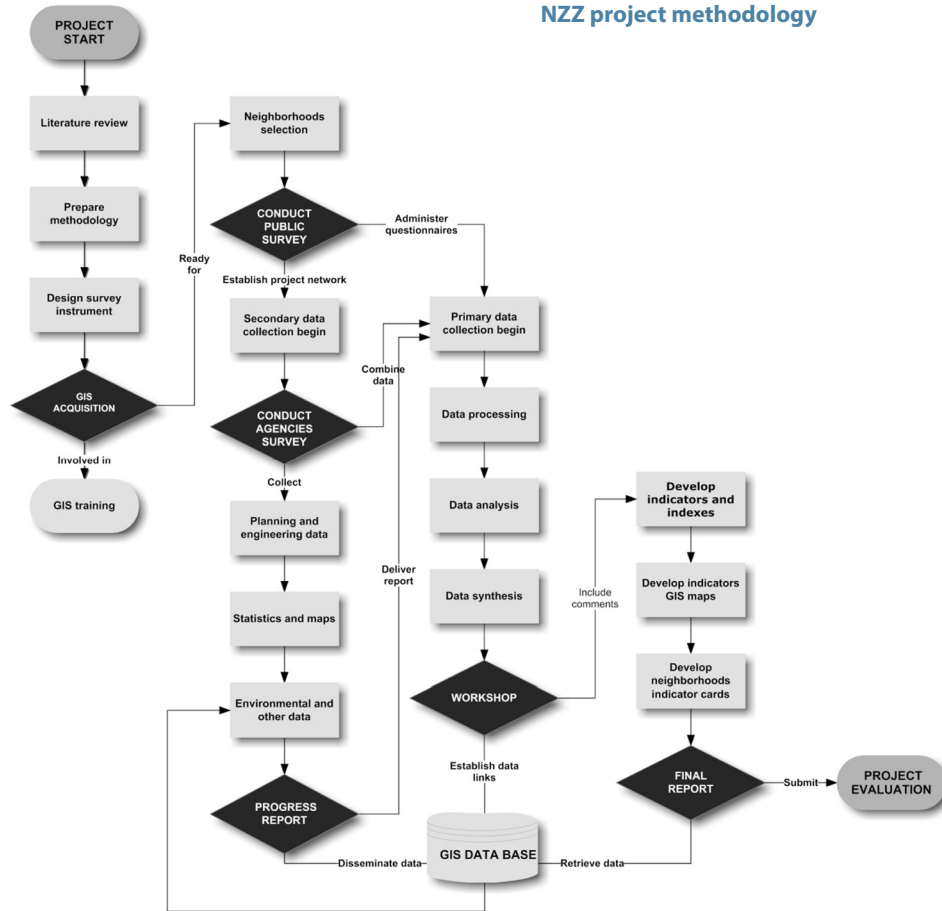 NZZ project methodology
PROJECT
START
Literature review
Prepare
methodology
Design survey
instrument
GIS
ACQUISITION
Involved in
GIS training
Ready
for
Neighborhoods
selection
CONDUCT
PUBLIC
SURVEY
Administer
questionnaires
Establish project network
Secondary data
collection begin
CONDUCT
AGENCIES
SURVEY
Combine
data
Collect
Planning and
engineering data
Statistics and maps
Environmental and
other data
PROGRESS
REPORT
Deliver
report
Disseminate data
Primary data
collection begin
Data processing
Data analysis
Data synthesis
WORKSHOP
Include
comments
Establish data
links
GIS DATA BASE
Retrieve data
Develop
indicators and
indexes
Develop indicators
GIS maps
Develop
neighborhoods
indicator cards
FINAL
REPORT
Submit
PROJECT
EVALUATION